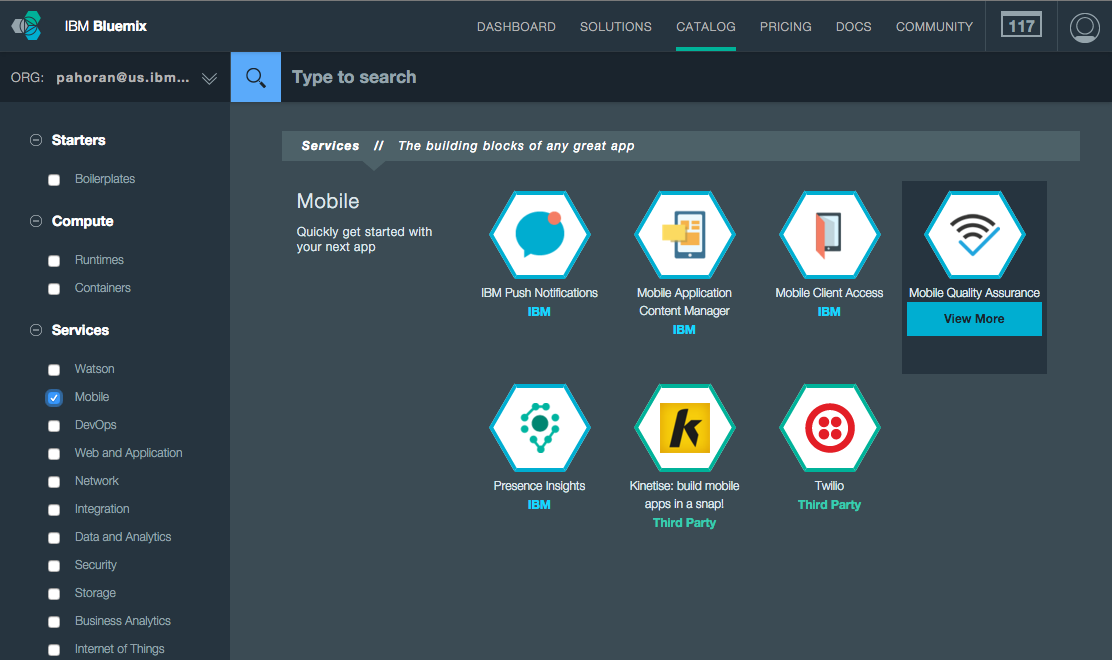 IBM Bluemix
DASHBOARD
SOLUTIONS
CATALOG
PRICING
DOCS
COMMUNITY
117
ORG: pahoran@us.ibm...
Type to search
Starters
Boilerplates
Compute
Runtimes
Containers
Services
Watson
Mobile
DevOps
Web and Application
Network
Integration
Data and Analytics
Security
Storage
Business Analytics
Internet of Things
Services // The building blocks of any great app
Mobile
Quickly get started with
your next app
IBM Push Notifications
IBM
Mobile Application
Content Manager
IBM
Mobile Client Access
IBM
Mobile Quality Assurance
View More
Presence Insights
IBM
k
Kinetise: build mobile
apps in a snap!
Third Party
Twilio
Third Party